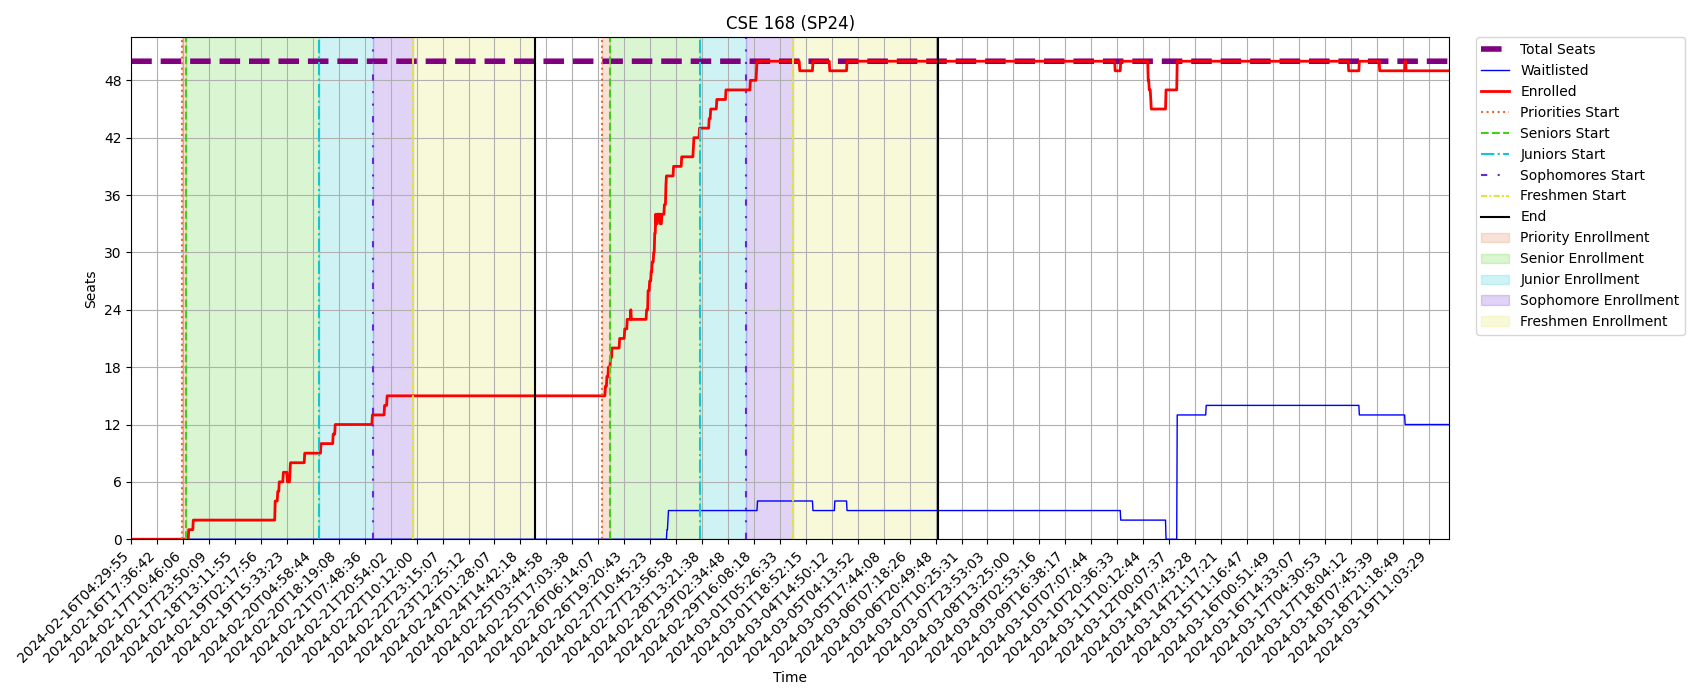 CSE 168 (SP24)
Seats
48
42
36
30
24
18
12
6
0
2024-02-16T04:29:55
2024-02-16T17:36:42
2024-02-17T10:46:06
2024-02-17T23:50:09
2024-02-18T13:11:55
2024-02-19T02:17:56
2024-02-19T15:33:23
2024-02-20T04:58:44
2024-02-20T18:19:08
2024-02-21T07:48:36
2024-02-21T20:54:02
2024-02-22T10:12:00
2024-02-22T23:15:07
2024-02-23T12:25:12
2024-02-24T01:28:07
2024-02-24T14:42:18
2024-02-25T03:44:58
2024-02-25T17:03:38
2024-02-26T06:14:07
2024-02-26T19:20:43
2024-02-27T10:45:23
2024-02-27T23:56:58
2024-02-28T13:21:38
2024-02-29T02:34:48
2024-02-29T16:08:18
2024-03-01T05:26:33
2024-03-01T18:52:15
2024-03-04T14:50:12
2024-03-05T04:13:52
2024-03-05T17:44:08
2024-03-06T07:18:26
2024-03-06T20:49:48
2024-03-07T10:25:31
2024-03-07T23:53:03
2024-03-08T13:25:00
2024-03-09T02:53:16
2024-03-09T16:38:17
2024-03-10T07:07:44
2024-03-10T20:36:33
2024-03-11T10:12:44
2024-03-12T00:07:37
2024-03-14T07:43:28
2024-03-14T21:17:21
2024-03-15T11:16:47
2024-03-16T00:51:49
2024-03-16T14:33:07
2024-03-17T04:30:53
2024-03-17T18:04:12
2024-03-18T07:45:39
2024-03-18T21:18:49
2024-03-19T11:03:29
Time
Total Seats
Waitlisted
Enrolled
Priorities Start
Seniors Start
Juniors Start
Sophomores Start
Freshmen Start
End
Priority Enrollment
Senior Enrollment
Junior Enrollment
Sophomore Enrollment
Freshmen Enrollment